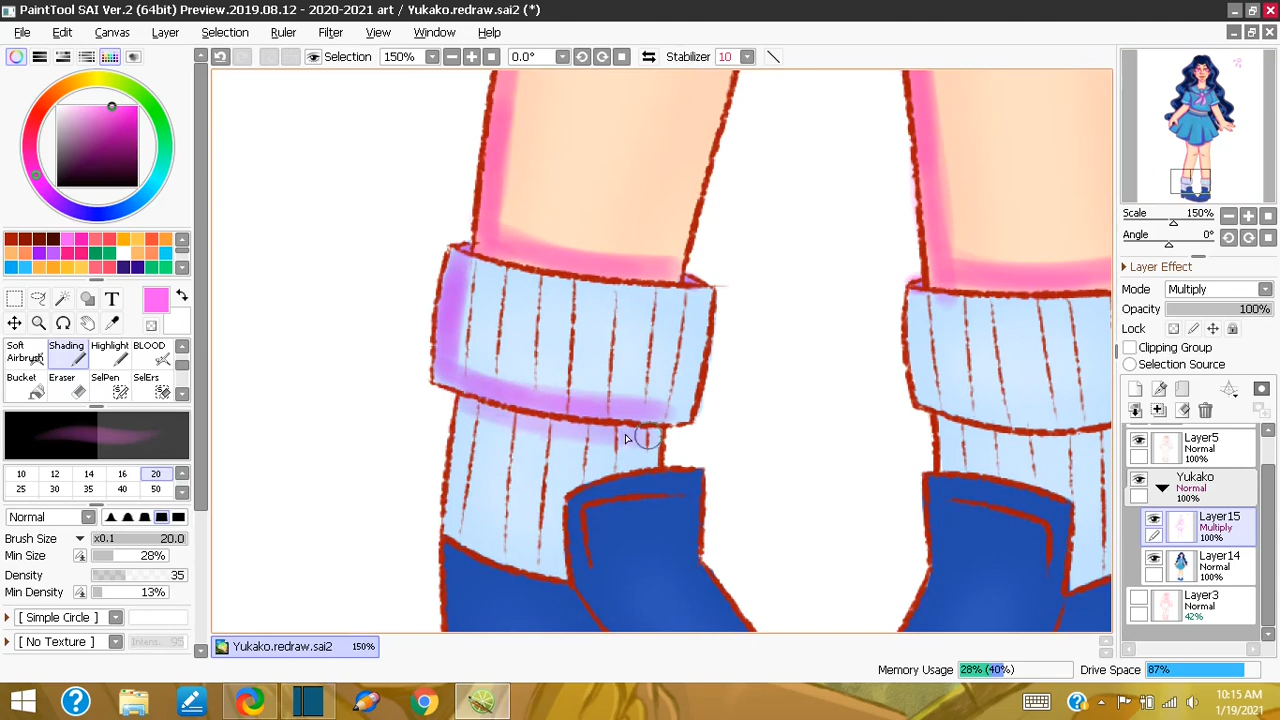 PaintTool SAI Ver.2 (64bit) Preview.2019.08.12 - 2020-2021 art / Yukako.redraw.sai2 (*)
File Edit Canvas Layer Selection Ruler Filter View Window Help
Selection 150% 0.0° Stabilizer 10
Scale 150%
Angle 0°
Layer Effect
Mode Multiply
Opacity 100%
Lock
Clipping Group
Selection Source
T
Soft Airbrush Shading Highlight BLOOD
Bucket Eraser SelPen SelErs
10 12 14 16 20
25 30 35 40 50
Normal
Brush Size x0.1 20.0
Min Size 28%
Density 35
Min Density 13%
[ Simple Circle ]
[ No Texture ] Intens. 95
Layer5
Normal
100%
Yukako
Normal
100%
Layer15
Multiply
100%
Layer14
Normal
100%
Layer3
Normal
42%
Yukako.redraw.sai2 150%
Memory Usage 28% (40%) Drive Space 87%
10:15 AM
1/19/2021